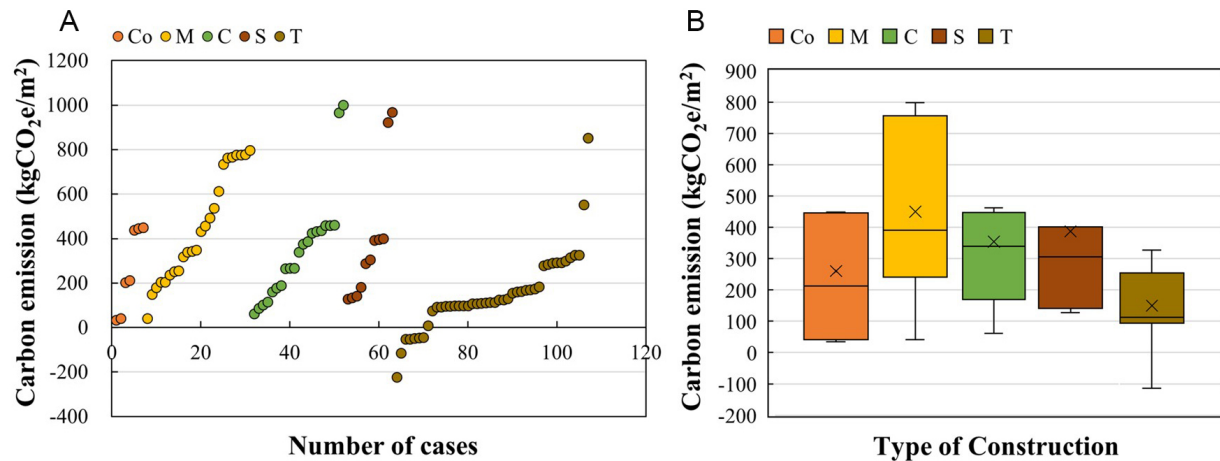 A
Co M C S T
Carbon emission (kgCO₂e/m²)
1200
1000
800
600
400
200
0
-200
-400
0 20 40 60 80 100 120
Number of cases
B
Co M C S T
Carbon emission (kgCO₂e/m²)
900
800
700
600
500
400
300
200
100
0
-100
-200
Type of Construction